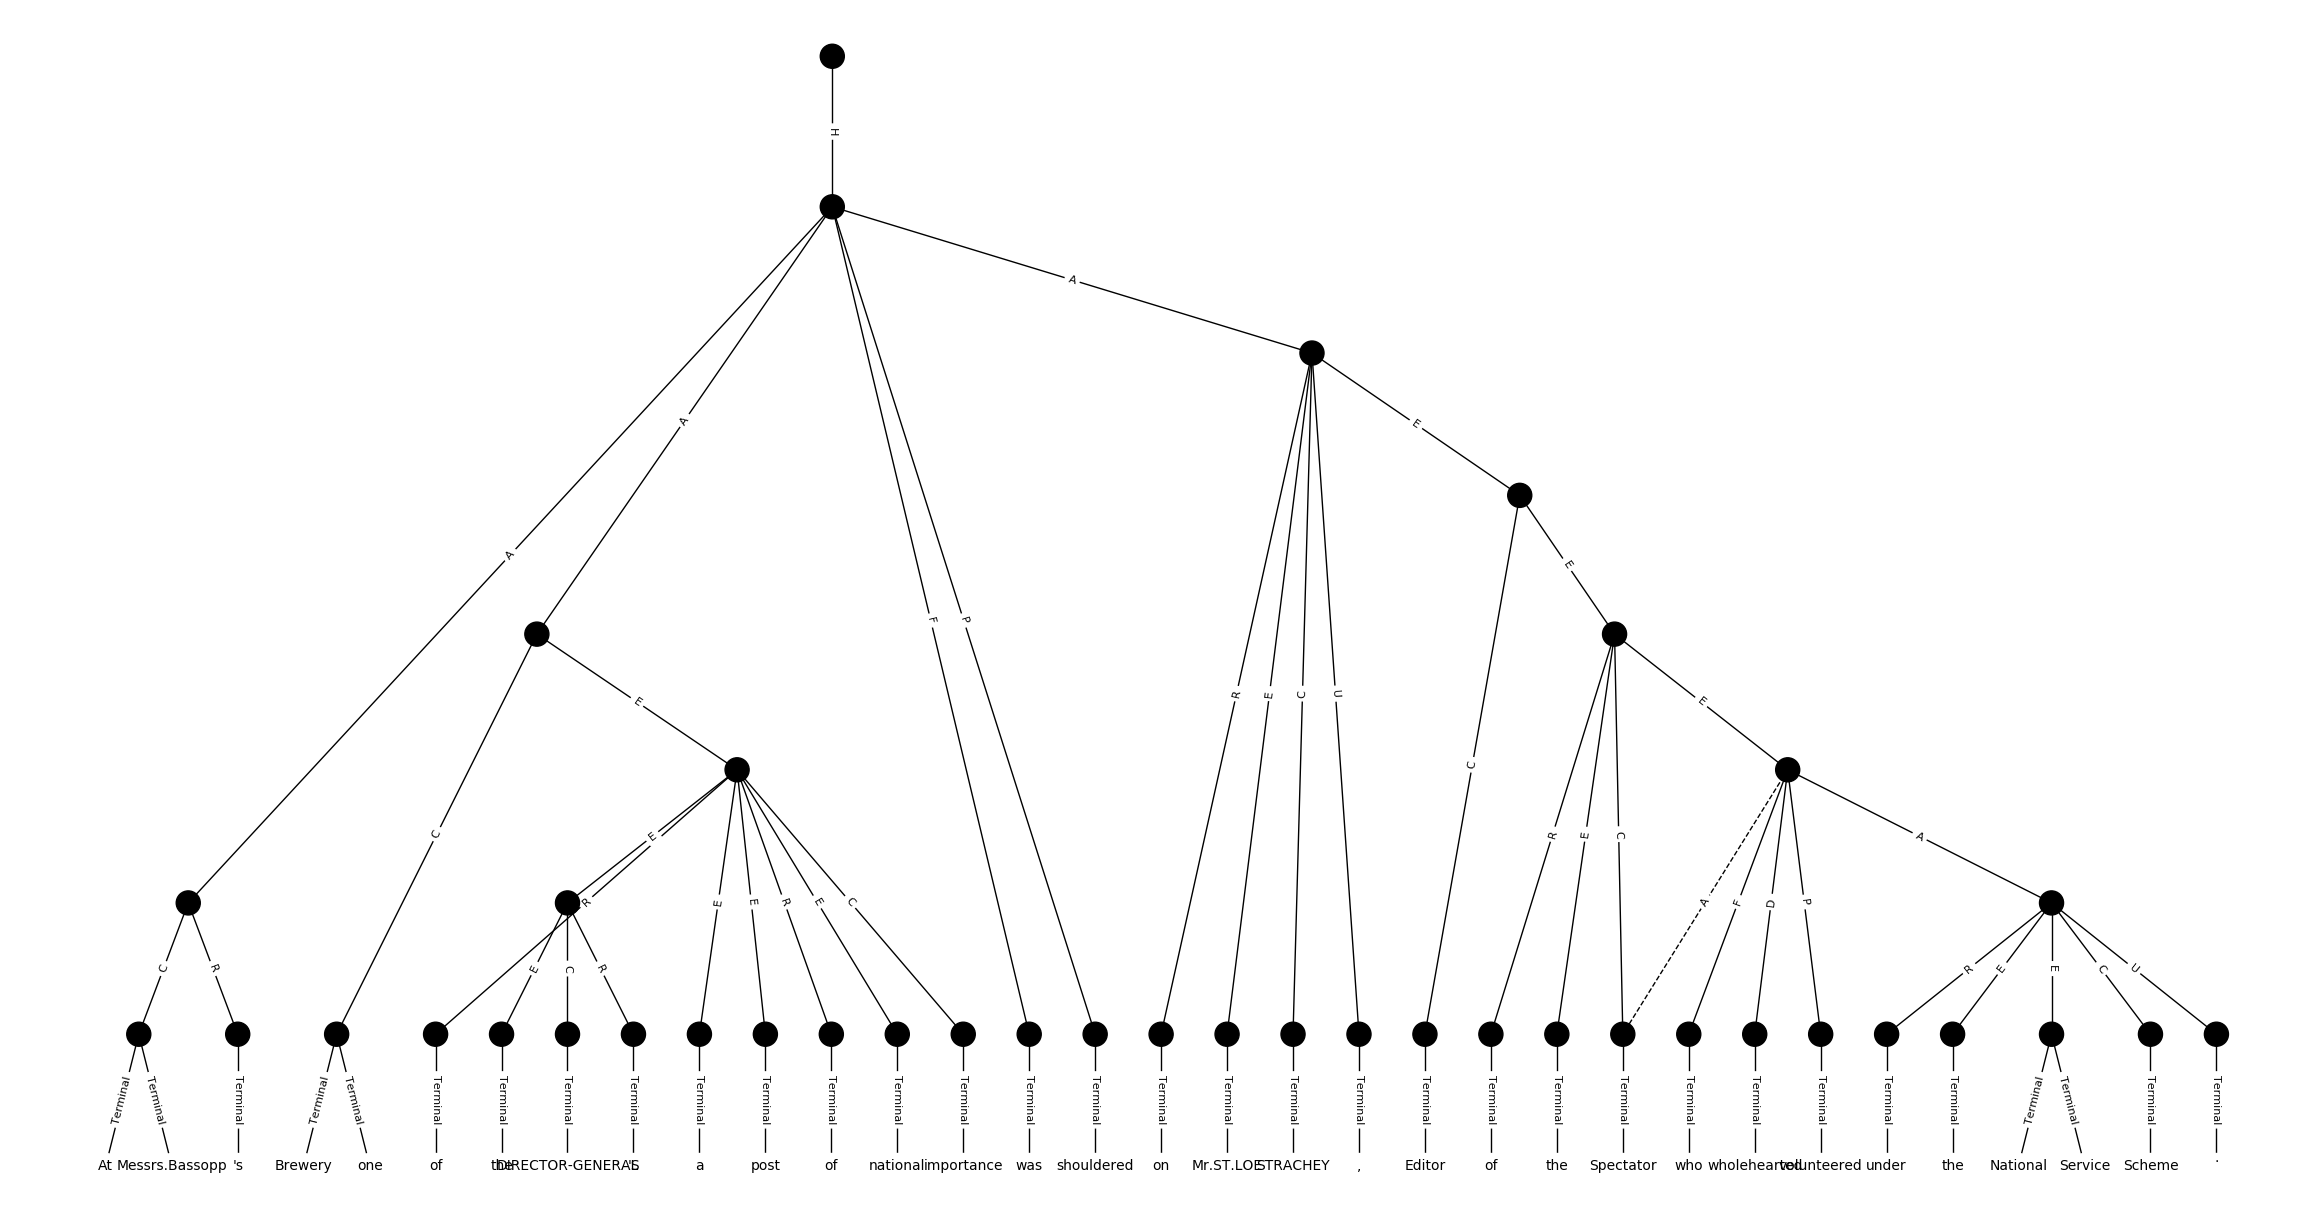 H
A
A
E
A
A
F
P
E
E
R
E
C
U
E
C
C
E
R
E
C
A
R
E
E
R
E
C
A
F
D
P
C
R
E
C
R
R
E
E
C
U
Terminal Terminal Terminal Terminal Terminal Terminal Terminal Terminal Terminal Terminal Terminal Terminal Terminal Terminal Terminal Terminal Terminal Terminal Terminal Terminal Terminal Terminal Terminal Terminal Terminal Terminal Terminal Terminal Terminal Terminal Terminal Terminal
At Messrs.Bassopp 's Brewery one of the DIRECTOR-GENERAL 'S a post of national importance was shouldered on Mr.ST.LOE STRACHEY , Editor of the Spectator who wholehearted volunteered under the National Service Scheme .